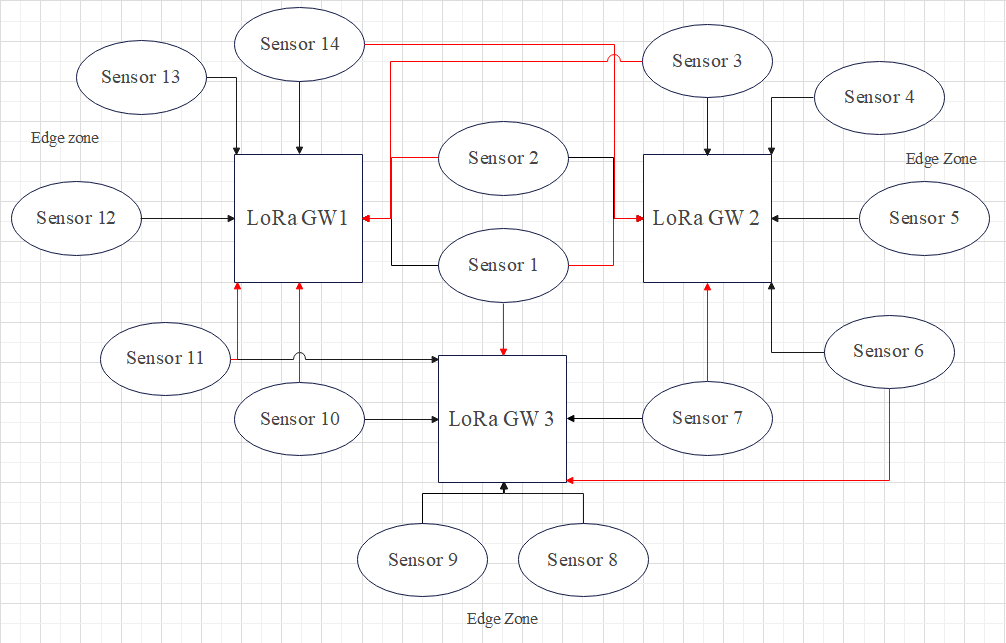 Sensor 14
Sensor 3
Sensor 13
Sensor 4
Edge zone
Sensor 2
Edge Zone
Sensor 12
LoRa GW1
LoRa GW 2
Sensor 5
Sensor 1
Sensor 11
Sensor 6
Sensor 10
LoRa GW 3
Sensor 7
Sensor 9
Sensor 8
Edge Zone